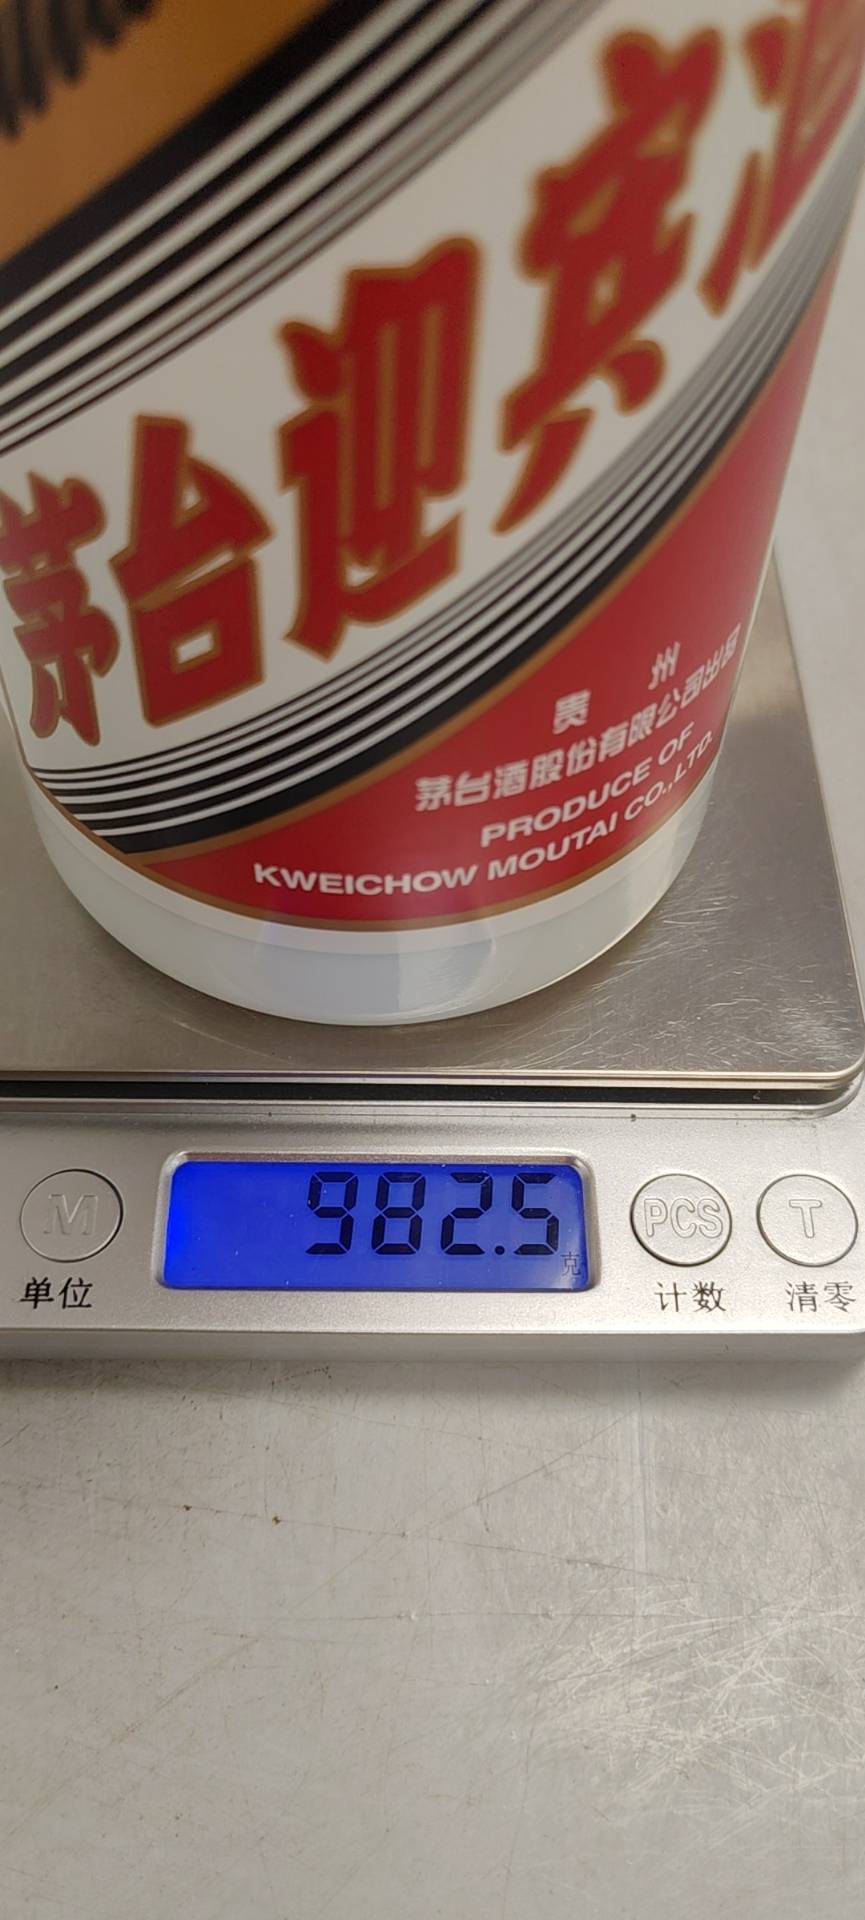 茅台迎宾酒
贵州
茅台酒股份有限公司出品
PRODUCE OF
KWEICHOW MOUTAI CO.,LTD.
982.5
克
M
PCS
T
单位
计数
清零